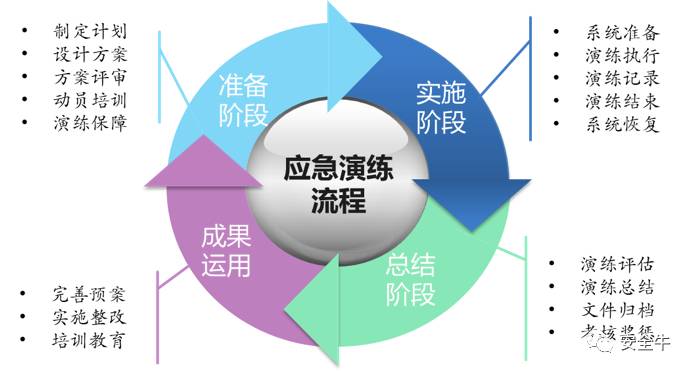 制定计划
设计方案
方案评审
动员培训
演练保障
准备
阶段
实施
阶段
系统准备
演练执行
演练记录
演练结束
系统恢复
应急演练
流程
成果
运用
总结
阶段
完善预案
实施整改
培训教育
演练评估
演练总结
文件归档
考核奖惩
安全牛